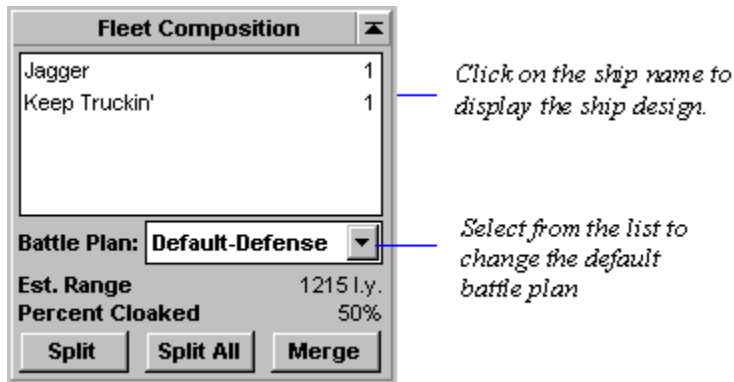 Fleet Composition
Jagger 1
Keep Truckin' 1
Click on the ship name to
display the ship design.
Battle Plan: Default-Defense
Select from the list to
change the default
battle plan
Est. Range 1215 l.y.
Percent Cloaked 50%
Split Split All Merge